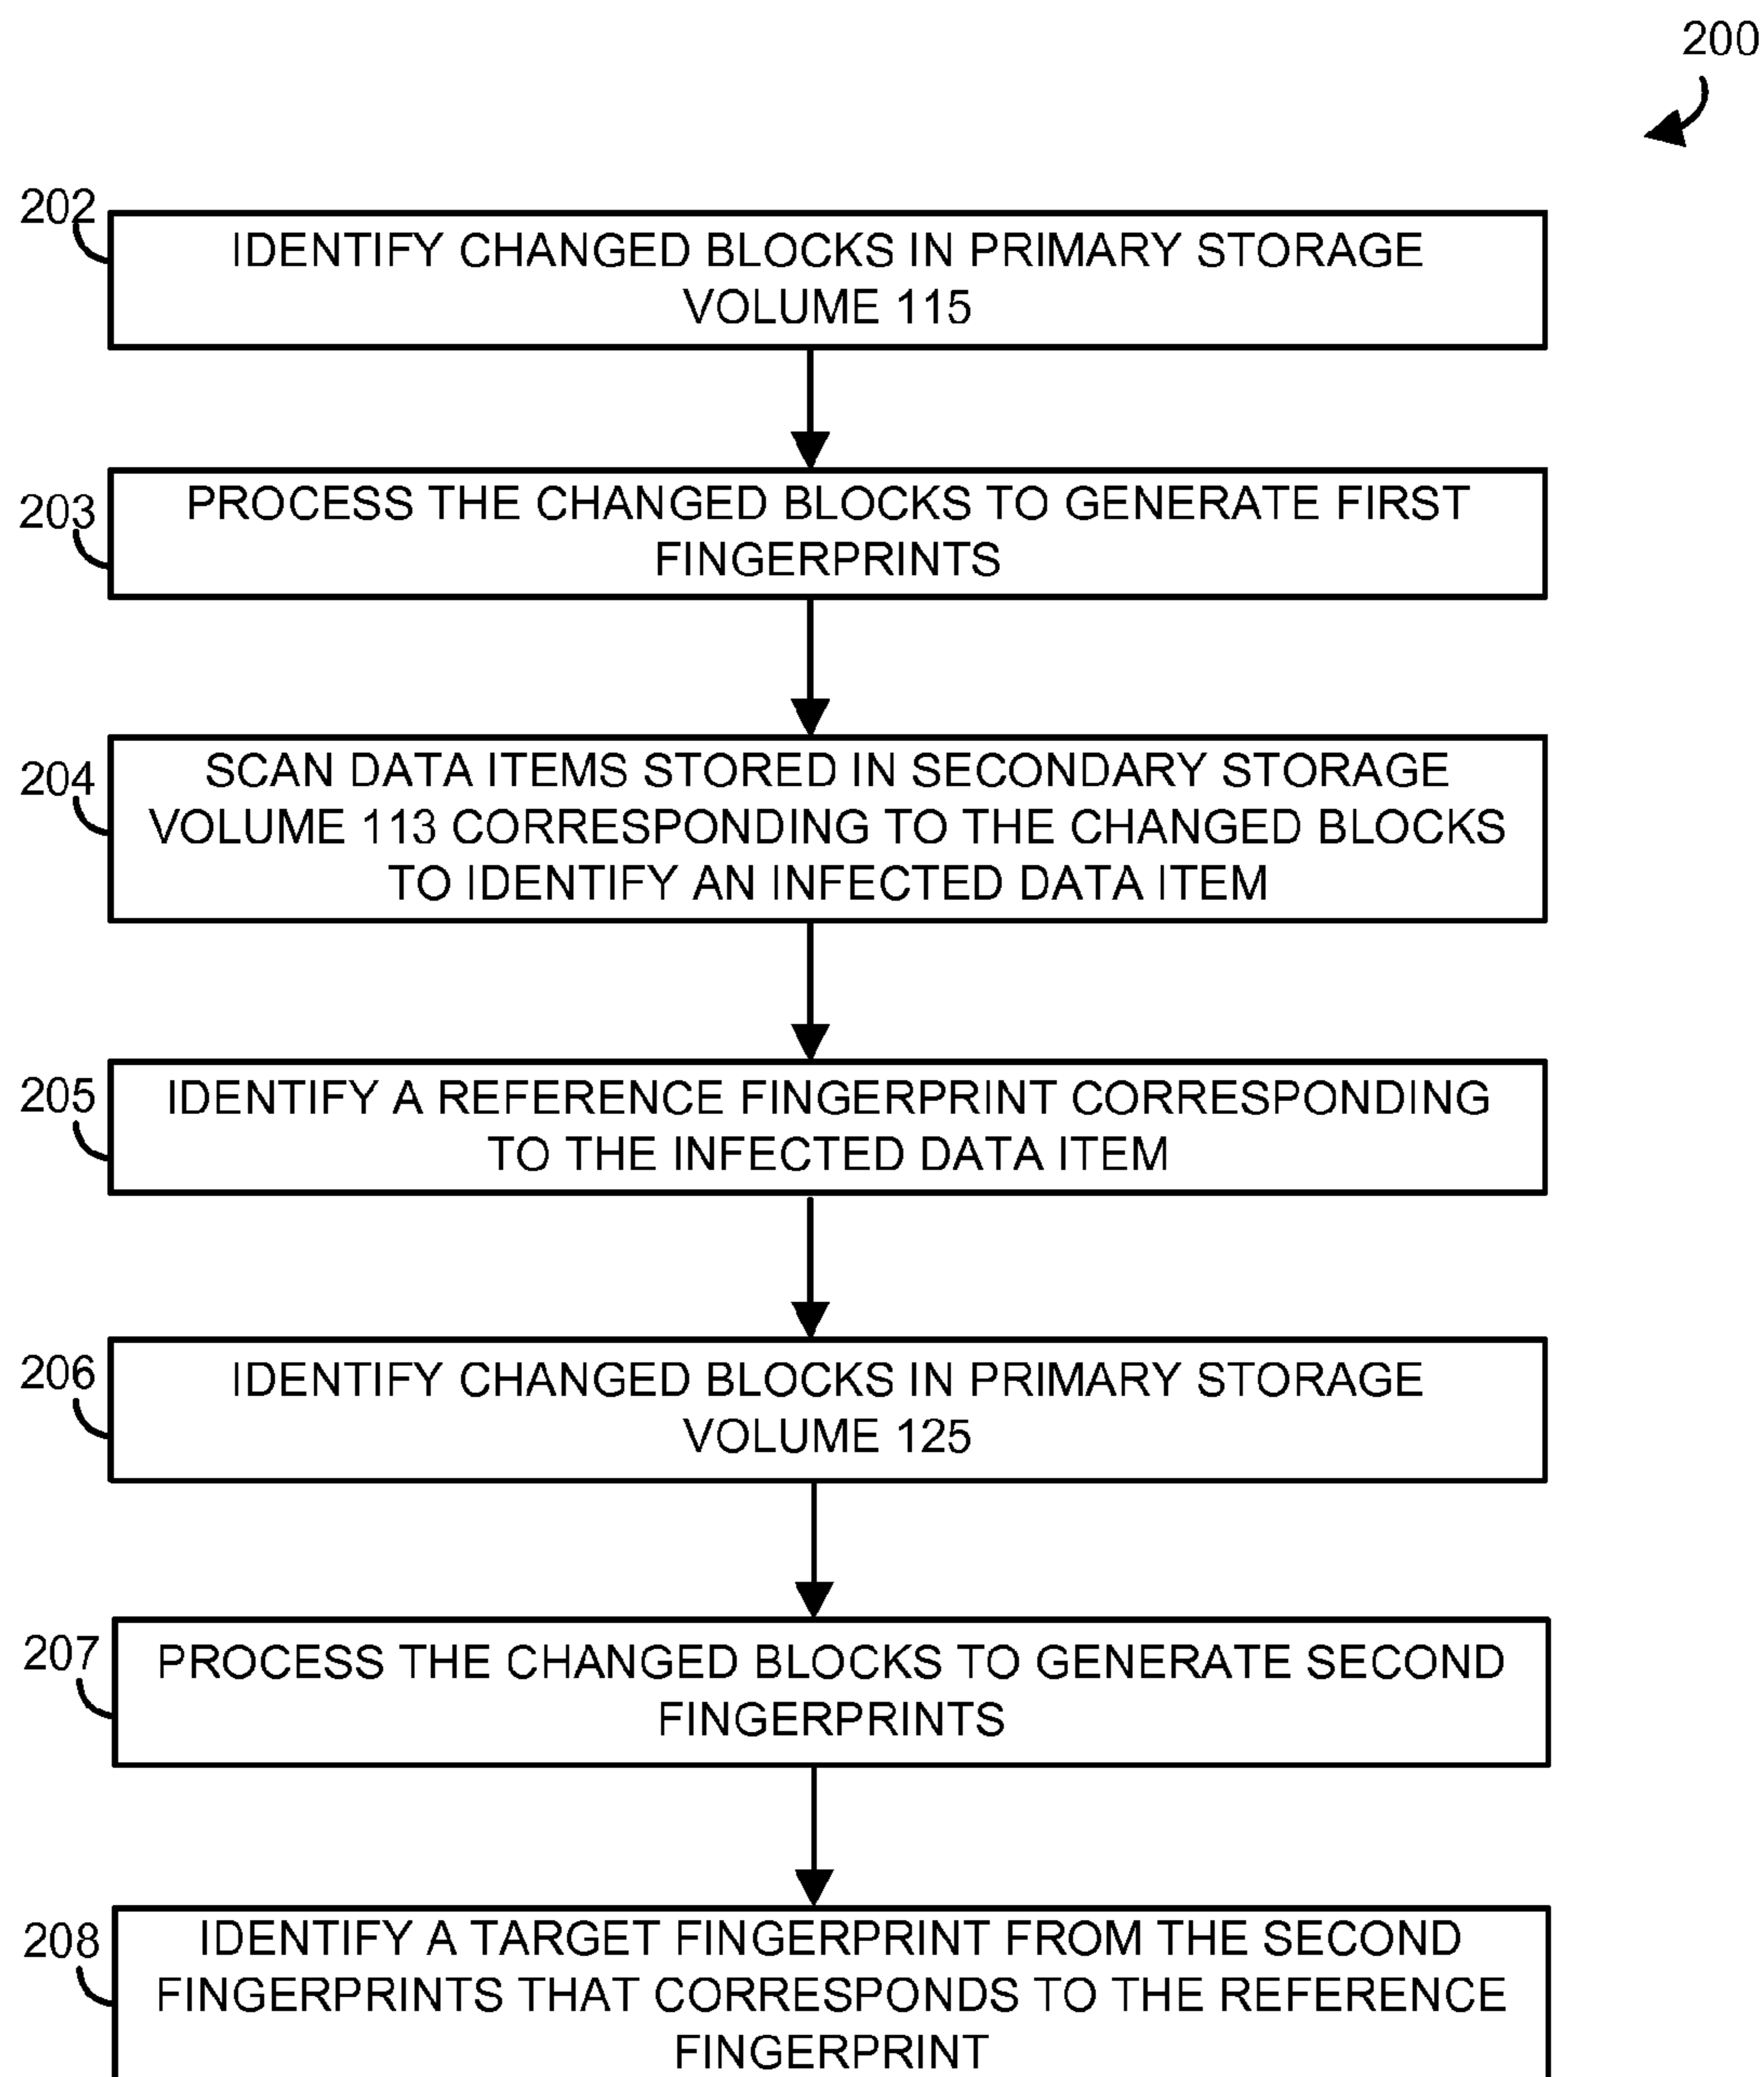 200
202
IDENTIFY CHANGED BLOCKS IN PRIMARY STORAGE
VOLUME 115
203
PROCESS THE CHANGED BLOCKS TO GENERATE FIRST
FINGERPRINTS
204
SCAN DATA ITEMS STORED IN SECONDARY STORAGE
VOLUME 113 CORRESPONDING TO THE CHANGED BLOCKS
TO IDENTIFY AN INFECTED DATA ITEM
205
IDENTIFY A REFERENCE FINGERPRINT CORRESPONDING
TO THE INFECTED DATA ITEM
206
IDENTIFY CHANGED BLOCKS IN PRIMARY STORAGE
VOLUME 125
207
PROCESS THE CHANGED BLOCKS TO GENERATE SECOND
FINGERPRINTS
208
IDENTIFY A TARGET FINGERPRINT FROM THE SECOND
FINGERPRINTS THAT CORRESPONDS TO THE REFERENCE
FINGERPRINT